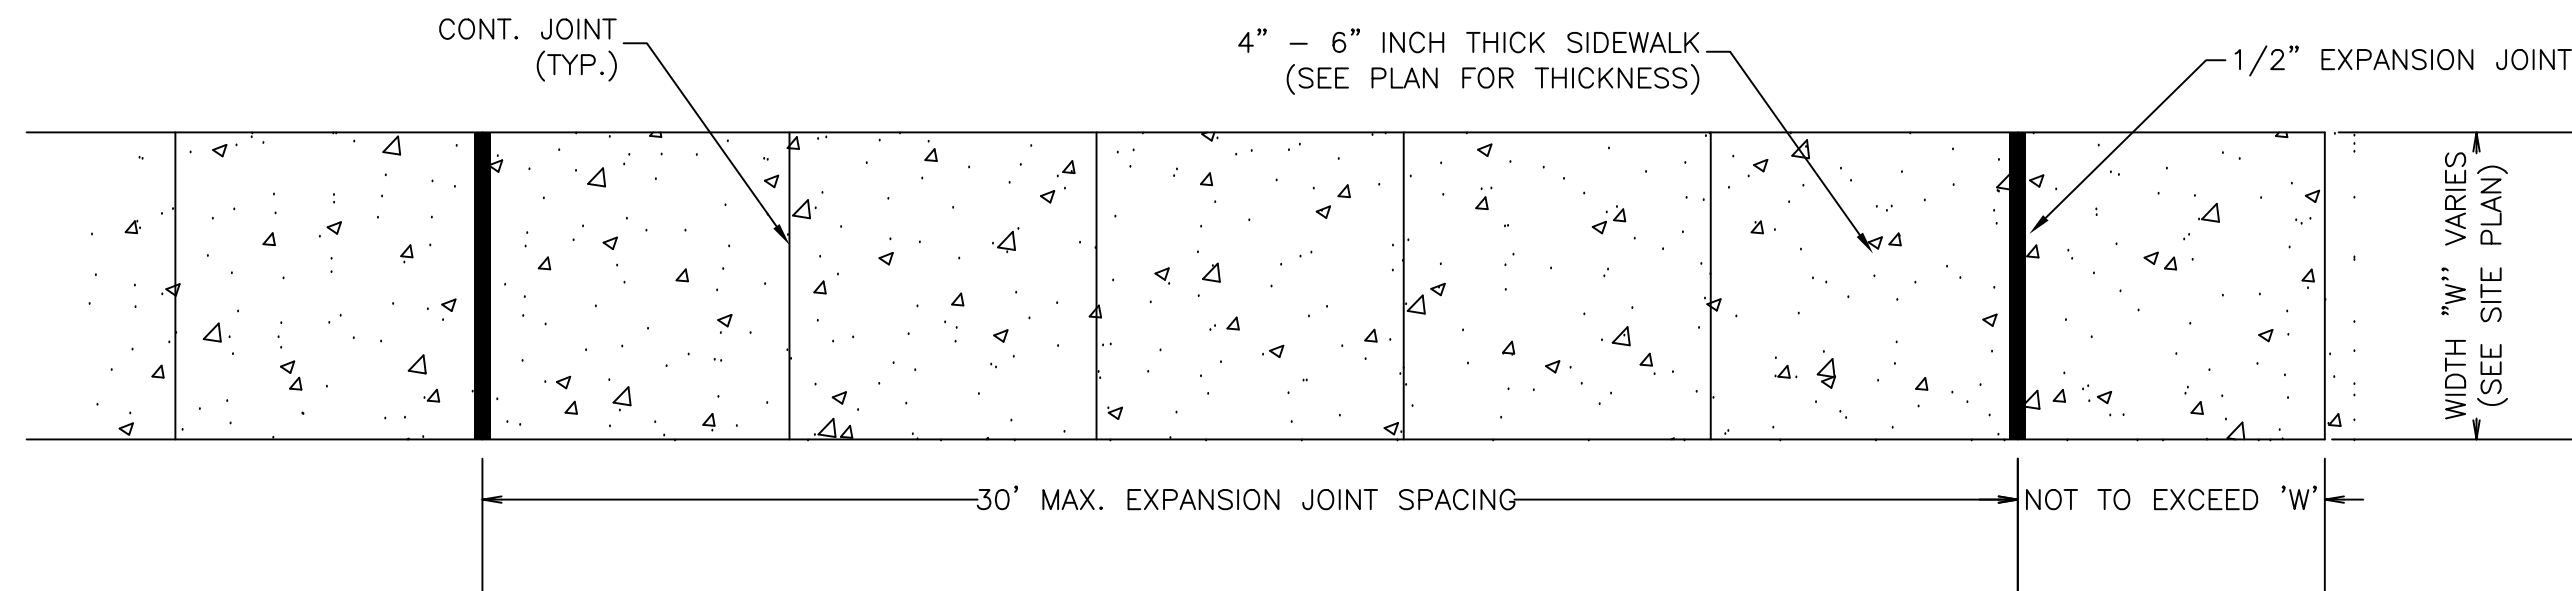 CONT. JOINT
(TYP.)
4" - 6" INCH THICK SIDEWALK
(SEE PLAN FOR THICKNESS)
1/2" EXPANSION JOINT
WIDTH "W" VARIES
(SEE SITE PLAN)
30' MAX. EXPANSION JOINT SPACING
NOT TO EXCEED 'W'